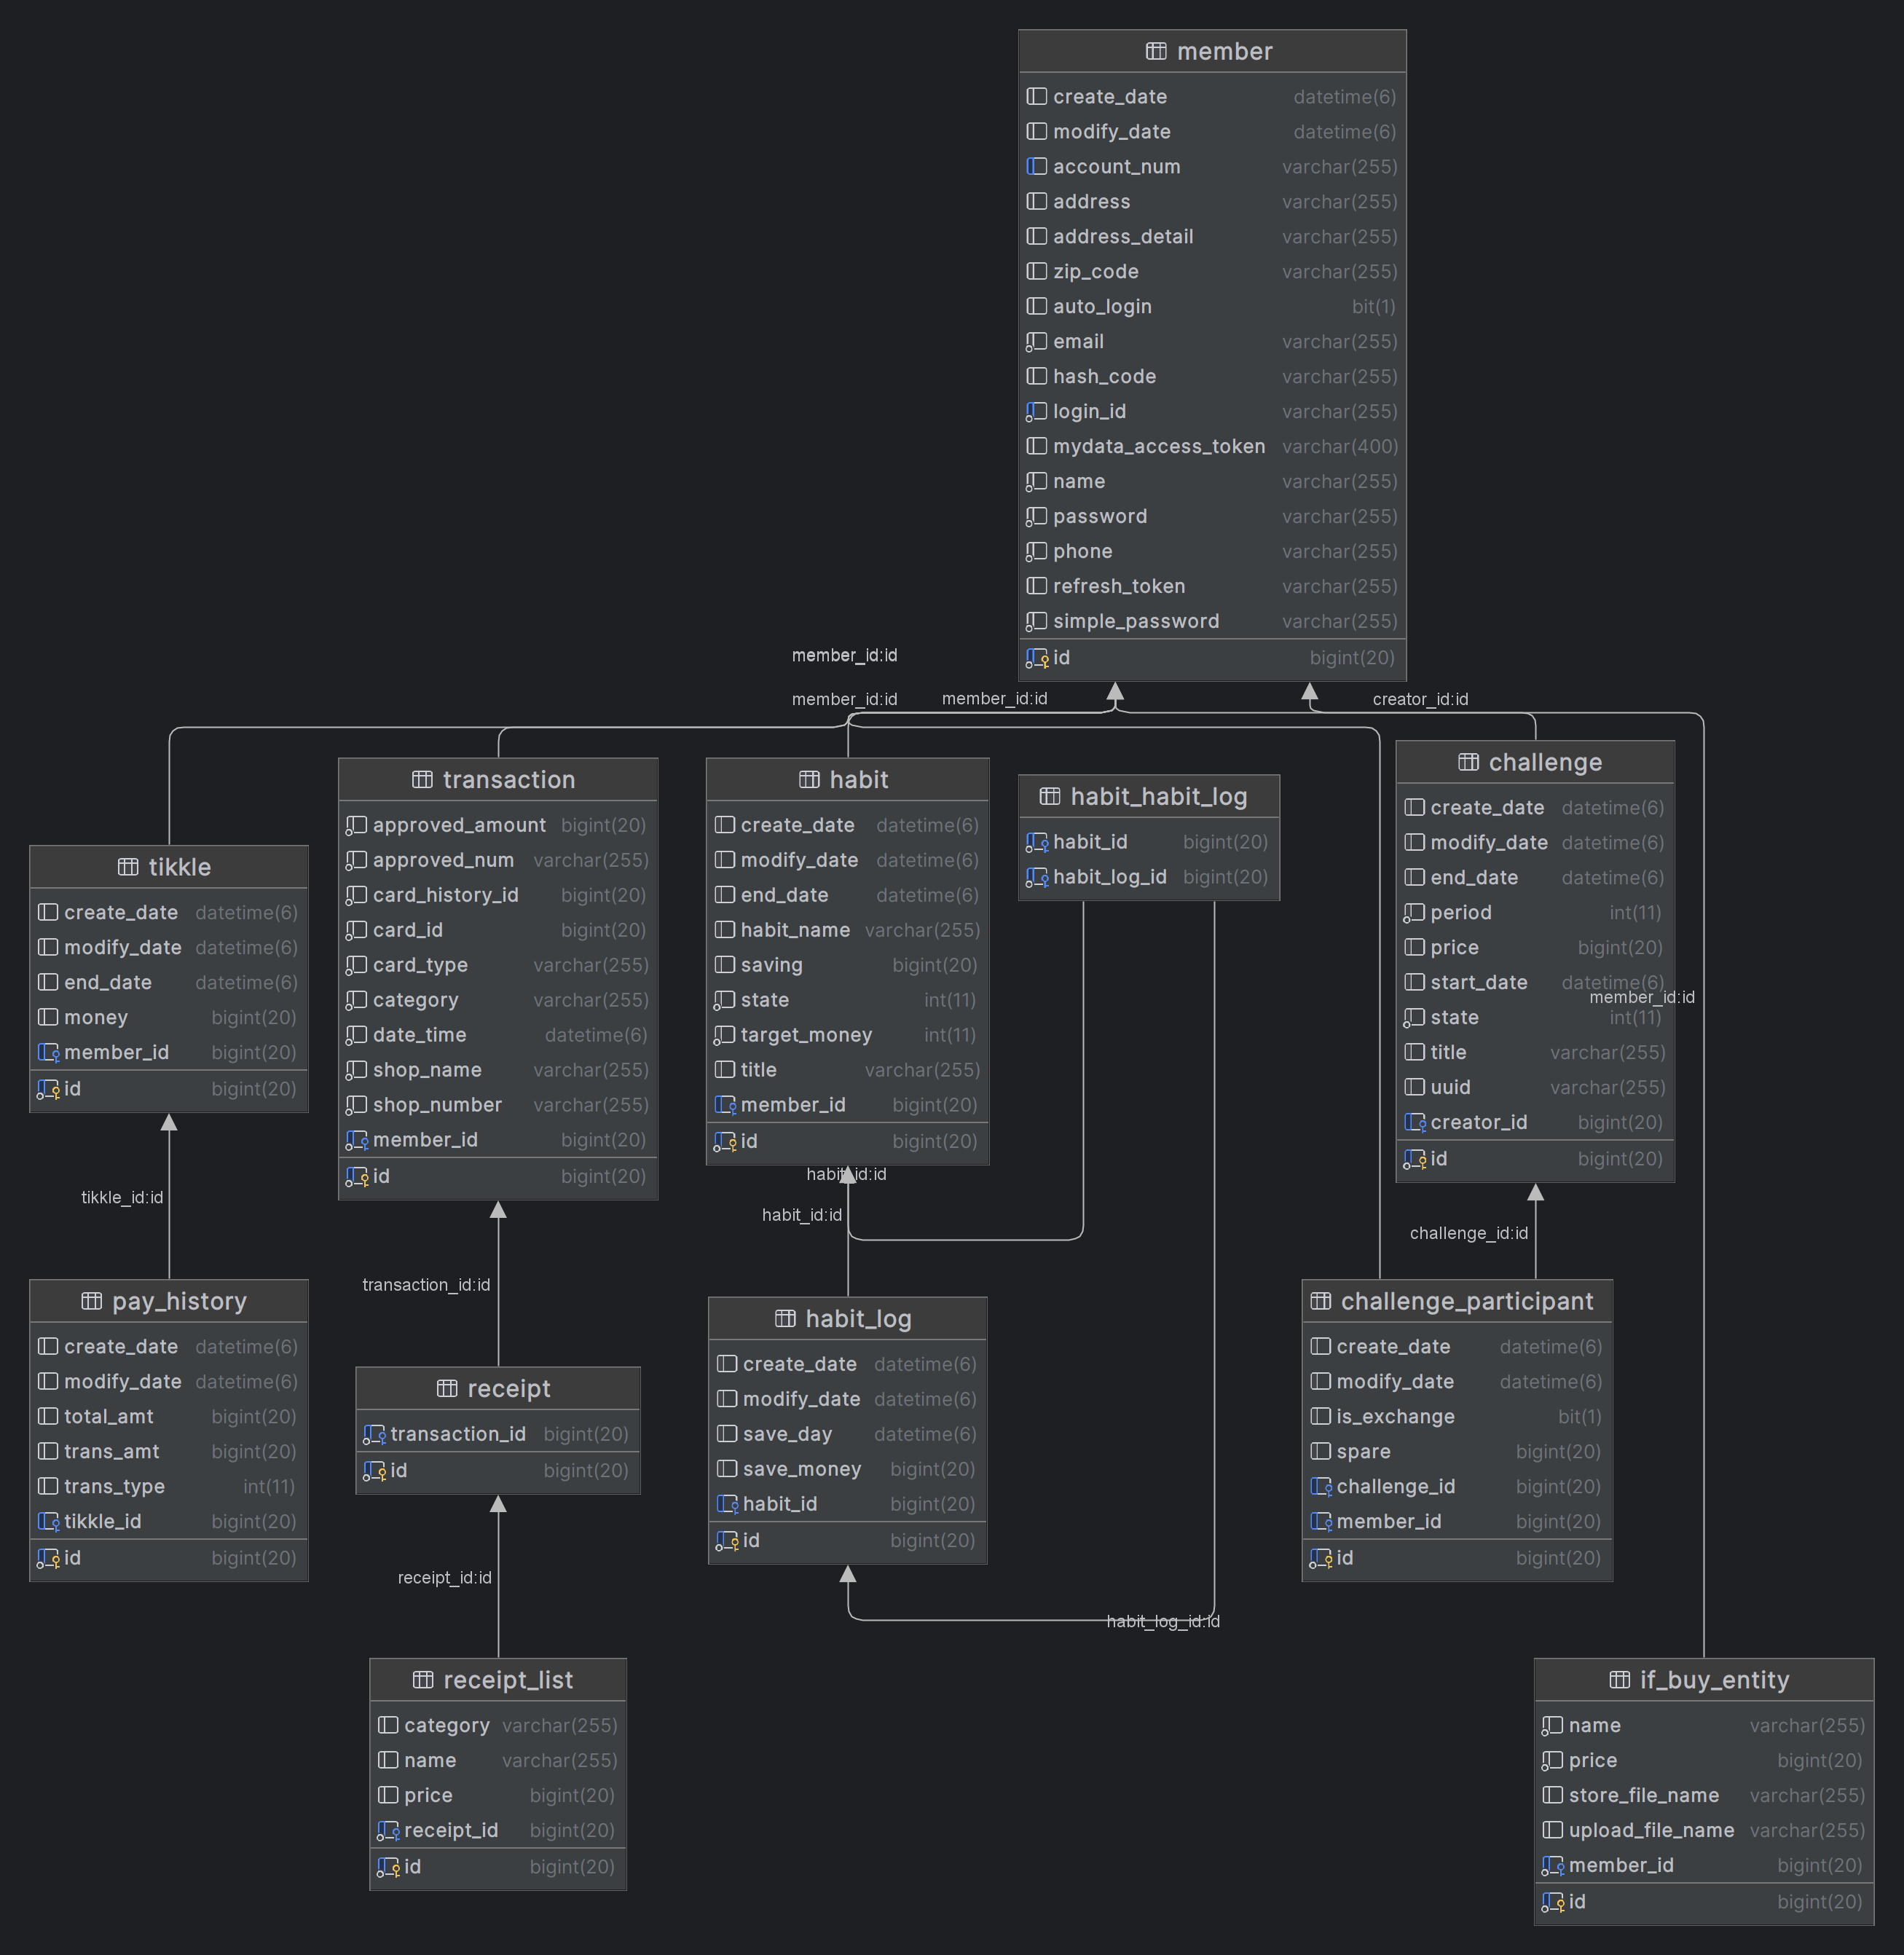 member
create_date datetime(6)
modify_date datetime(6)
account_num varchar(255)
address varchar(255)
address_detail varchar(255)
zip_code varchar(255)
auto_login bit(1)
email varchar(255)
hash_code varchar(255)
login_id varchar(255)
mydata_access_token varchar(400)
name varchar(255)
password varchar(255)
phone varchar(255)
refresh_token varchar(255)
simple_password varchar(255)
id bigint(20)
member_id:id
member_id:id
member_id:id
creator_id:id
tikkle
create_date datetime(6)
modify_date datetime(6)
end_date datetime(6)
money bigint(20)
member_id bigint(20)
id bigint(20)
transaction
approved_amount bigint(20)
approved_num varchar(255)
card_history_id bigint(20)
card_id bigint(20)
card_type varchar(255)
category varchar(255)
date_time datetime(6)
shop_name varchar(255)
shop_number varchar(255)
member_id bigint(20)
id bigint(20)
habit
create_date datetime(6)
modify_date datetime(6)
end_date datetime(6)
habit_name varchar(255)
saving bigint(20)
state int(11)
target_money int(11)
title varchar(255)
member_id bigint(20)
id bigint(20)
habit_habit_log
habit_id bigint(20)
habit_log_id bigint(20)
challenge
create_date datetime(6)
modify_date datetime(6)
end_date datetime(6)
period int(11)
price bigint(20)
start_date datetime(6)
member_id:id
state int(11)
title varchar(255)
uuid varchar(255)
creator_id bigint(20)
id bigint(20)
tikkle_id:id
transaction_id:id
habit_id:id
habit_id:id
challenge_id:id
pay_history
create_date datetime(6)
modify_date datetime(6)
total_amt bigint(20)
trans_amt bigint(20)
trans_type int(11)
tikkle_id bigint(20)
id bigint(20)
receipt
transaction_id bigint(20)
id bigint(20)
habit_log
create_date datetime(6)
modify_date datetime(6)
save_day datetime(6)
save_money bigint(20)
habit_id bigint(20)
id bigint(20)
challenge_participant
create_date datetime(6)
modify_date datetime(6)
is_exchange bit(1)
spare bigint(20)
challenge_id bigint(20)
member_id bigint(20)
id bigint(20)
receipt_id:id
habit_log_id:id
receipt_list
category varchar(255)
name varchar(255)
price bigint(20)
receipt_id bigint(20)
id bigint(20)
if_buy_entity
name varchar(255)
price bigint(20)
store_file_name varchar(255)
upload_file_name varchar(255)
member_id bigint(20)
id bigint(20)